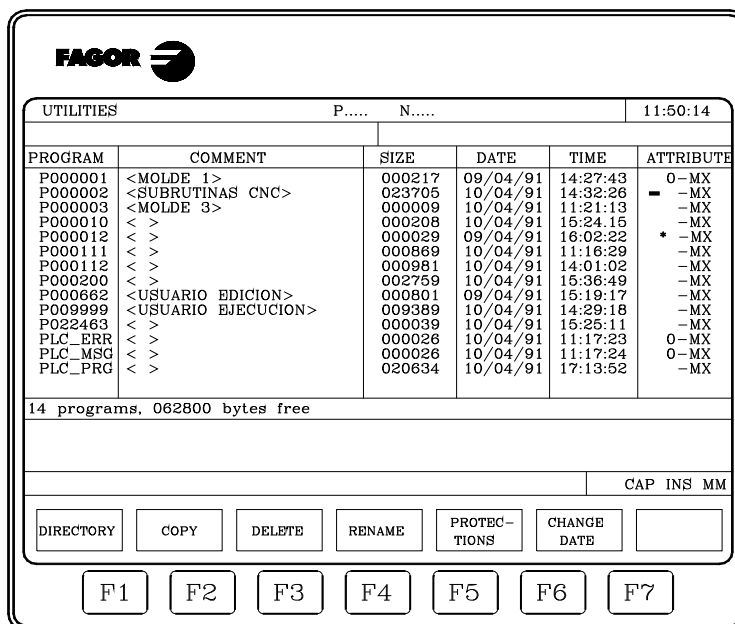 FAGOR
UTILITIES P..... N..... 11:50:14
PROGRAM COMMENT SIZE DATE TIME ATTRIBUTE
P000001 <MOLDE 1> 000217 09/04/91 14:27:43 O-MX
P000002 <SUBRUTINAS CNC> 023705 10/04/91 14:32:26 -MX
P000003 <MOLDE 3> 000009 10/04/91 11:21:13 -MX
P000010 < > 000208 10/04/91 15:24.15 -MX
P000012 < > 000029 09/04/91 16:02:22 * -MX
P000111 < > 000869 10/04/91 11:16:29 -MX
P000112 < > 000981 10/04/91 14:01:02 -MX
P000200 < > 002759 10/04/91 15:36:49 -MX
P000662 <USUARIO EDICION> 000801 09/04/91 15:19:17 -MX
P009999 <USUARIO EJECUCION> 009389 10/04/91 14:29:18 -MX
P022463 < > 000039 10/04/91 15:25:11 -MX
PLC_ERR < > 000026 10/04/91 11:17:23 O-MX
PLC_MSG < > 000026 10/04/91 11:17:24 O-MX
PLC_PRG < > 020634 10/04/91 17:13:52 -MX
14 programs, 062800 bytes free
CAP INS MM
DIRECTORY COPY DELETE RENAME PROTEC- CHANGE
TIONS DATE
F1 F2 F3 F4 F5 F6 F7